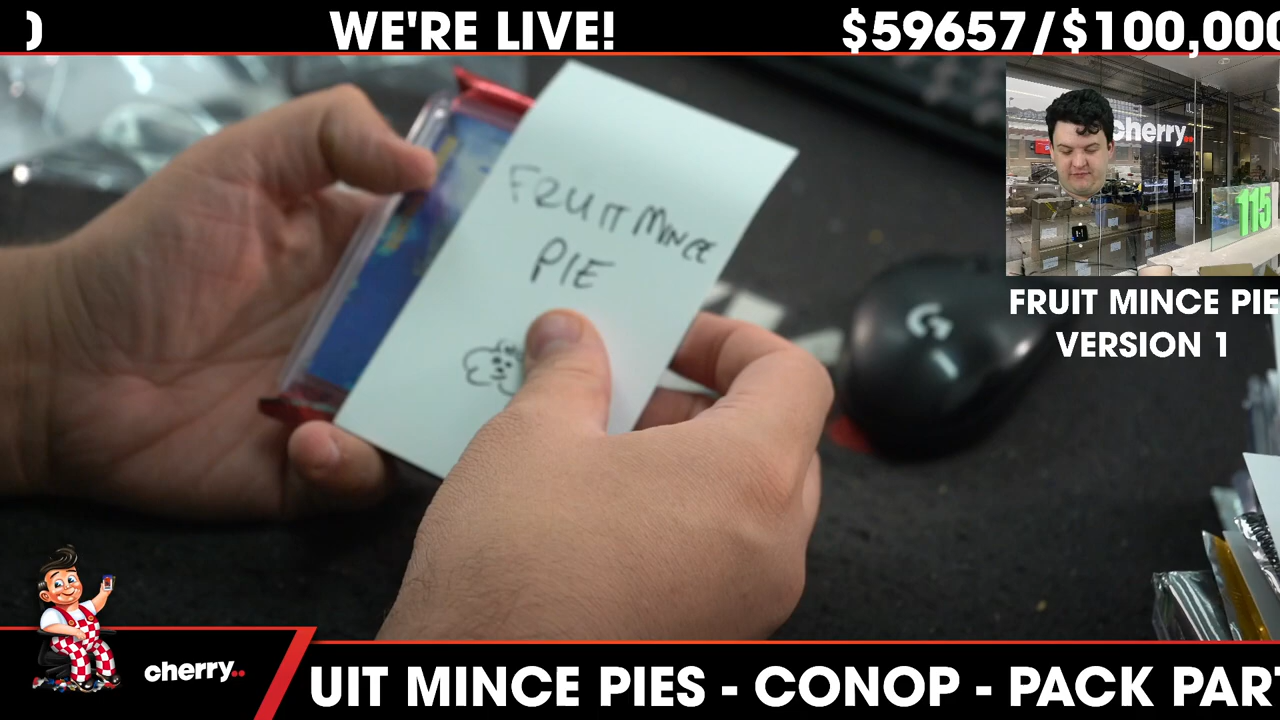 )
WE'RE LIVE!
$59657/$100,000
FRUIT MINCE
PIE
cherry..
115
FRUIT MINCE PIE
VERSION 1
G
cherry..
UIT MINCE PIES - CONOP - PACK PAR